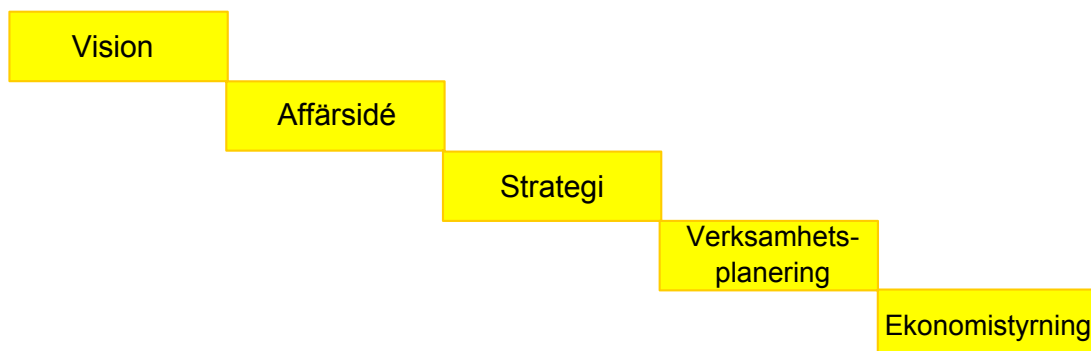 Vision
Affärsidé
Strategi
Verksamhets-
planering
Ekonomistyrning